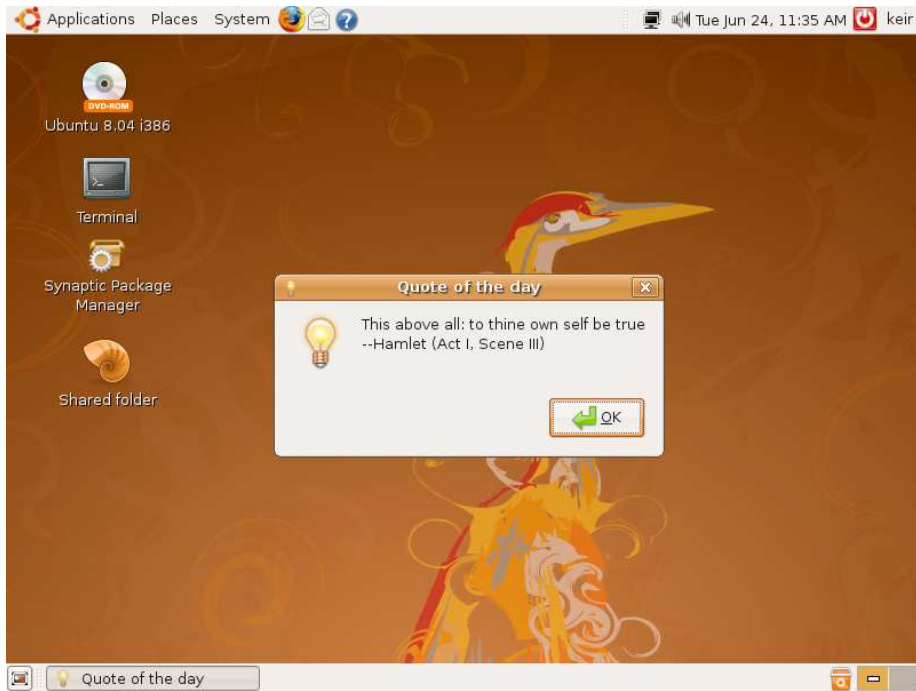 Applications Places System Tue Jun 24, 11:35 AM keir
DVD-ROM
Ubuntu 8.04 i386
Terminal
Synaptic Package
Manager
Shared folder
Quote of the day
This above all: to thine own self be true
--Hamlet (Act I, Scene III)
OK
Quote of the day